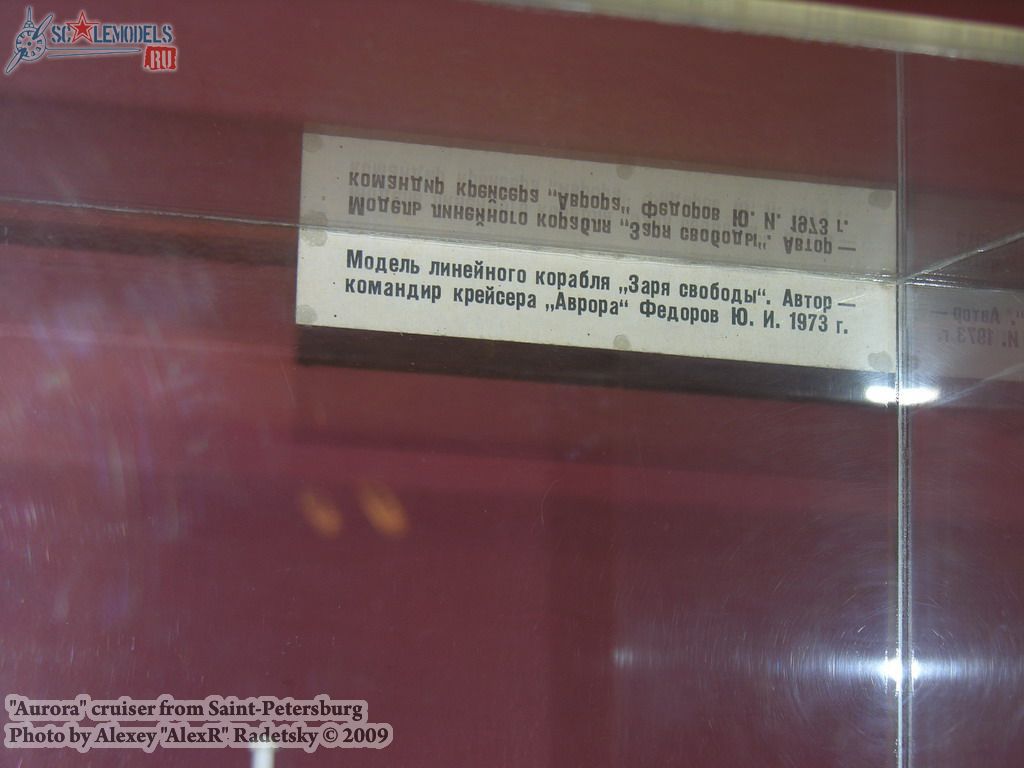 SCALEMODELS
.RU
Модель линейного корабля „Заря свободы“. Автор —
командир крейсера „Аврора“ Федоров Ю. И. 1973 г.
"Aurora" cruiser from Saint-Petersburg
Photo by Alexey "AlexR" Radetsky © 2009